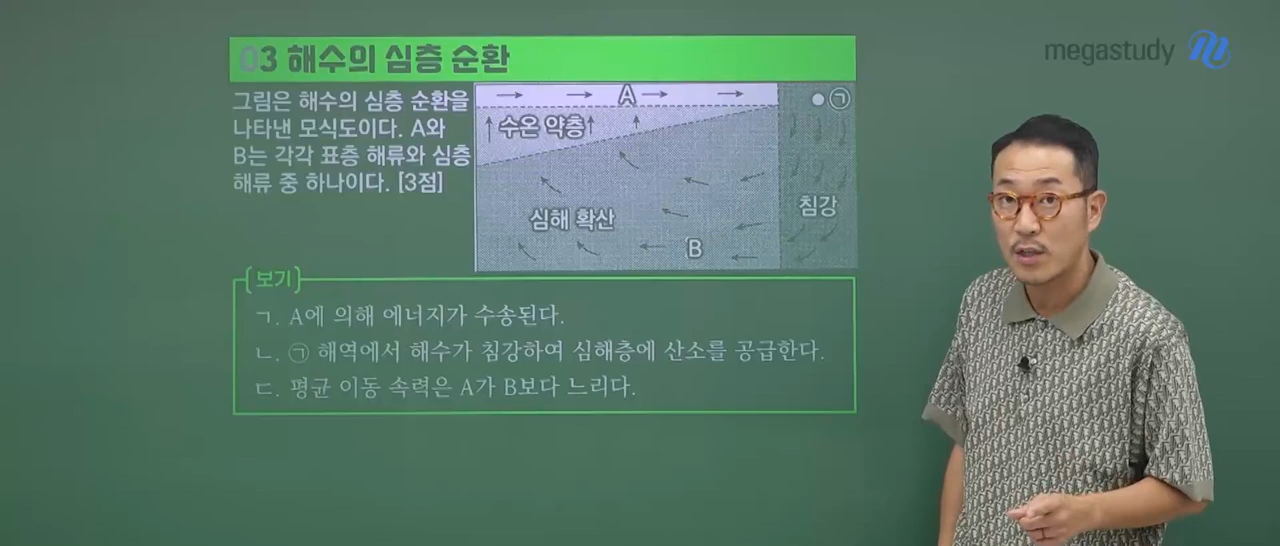 megastudy
03 해수의 심층 순환
그림은 해수의 심층 순환을
나타낸 모식도이다. A와
B는 각각 표층 해류와 심층
해류 중 하나이다. [3점]
A
㉠
수온 약층
침강
심해 확산
B
보기
ㄱ. A에 의해 에너지가 수송된다.
ㄴ. ㉠ 해역에서 해수가 침강하여 심해층에 산소를 공급한다.
ㄷ. 평균 이동 속력은 A가 B보다 느리다.